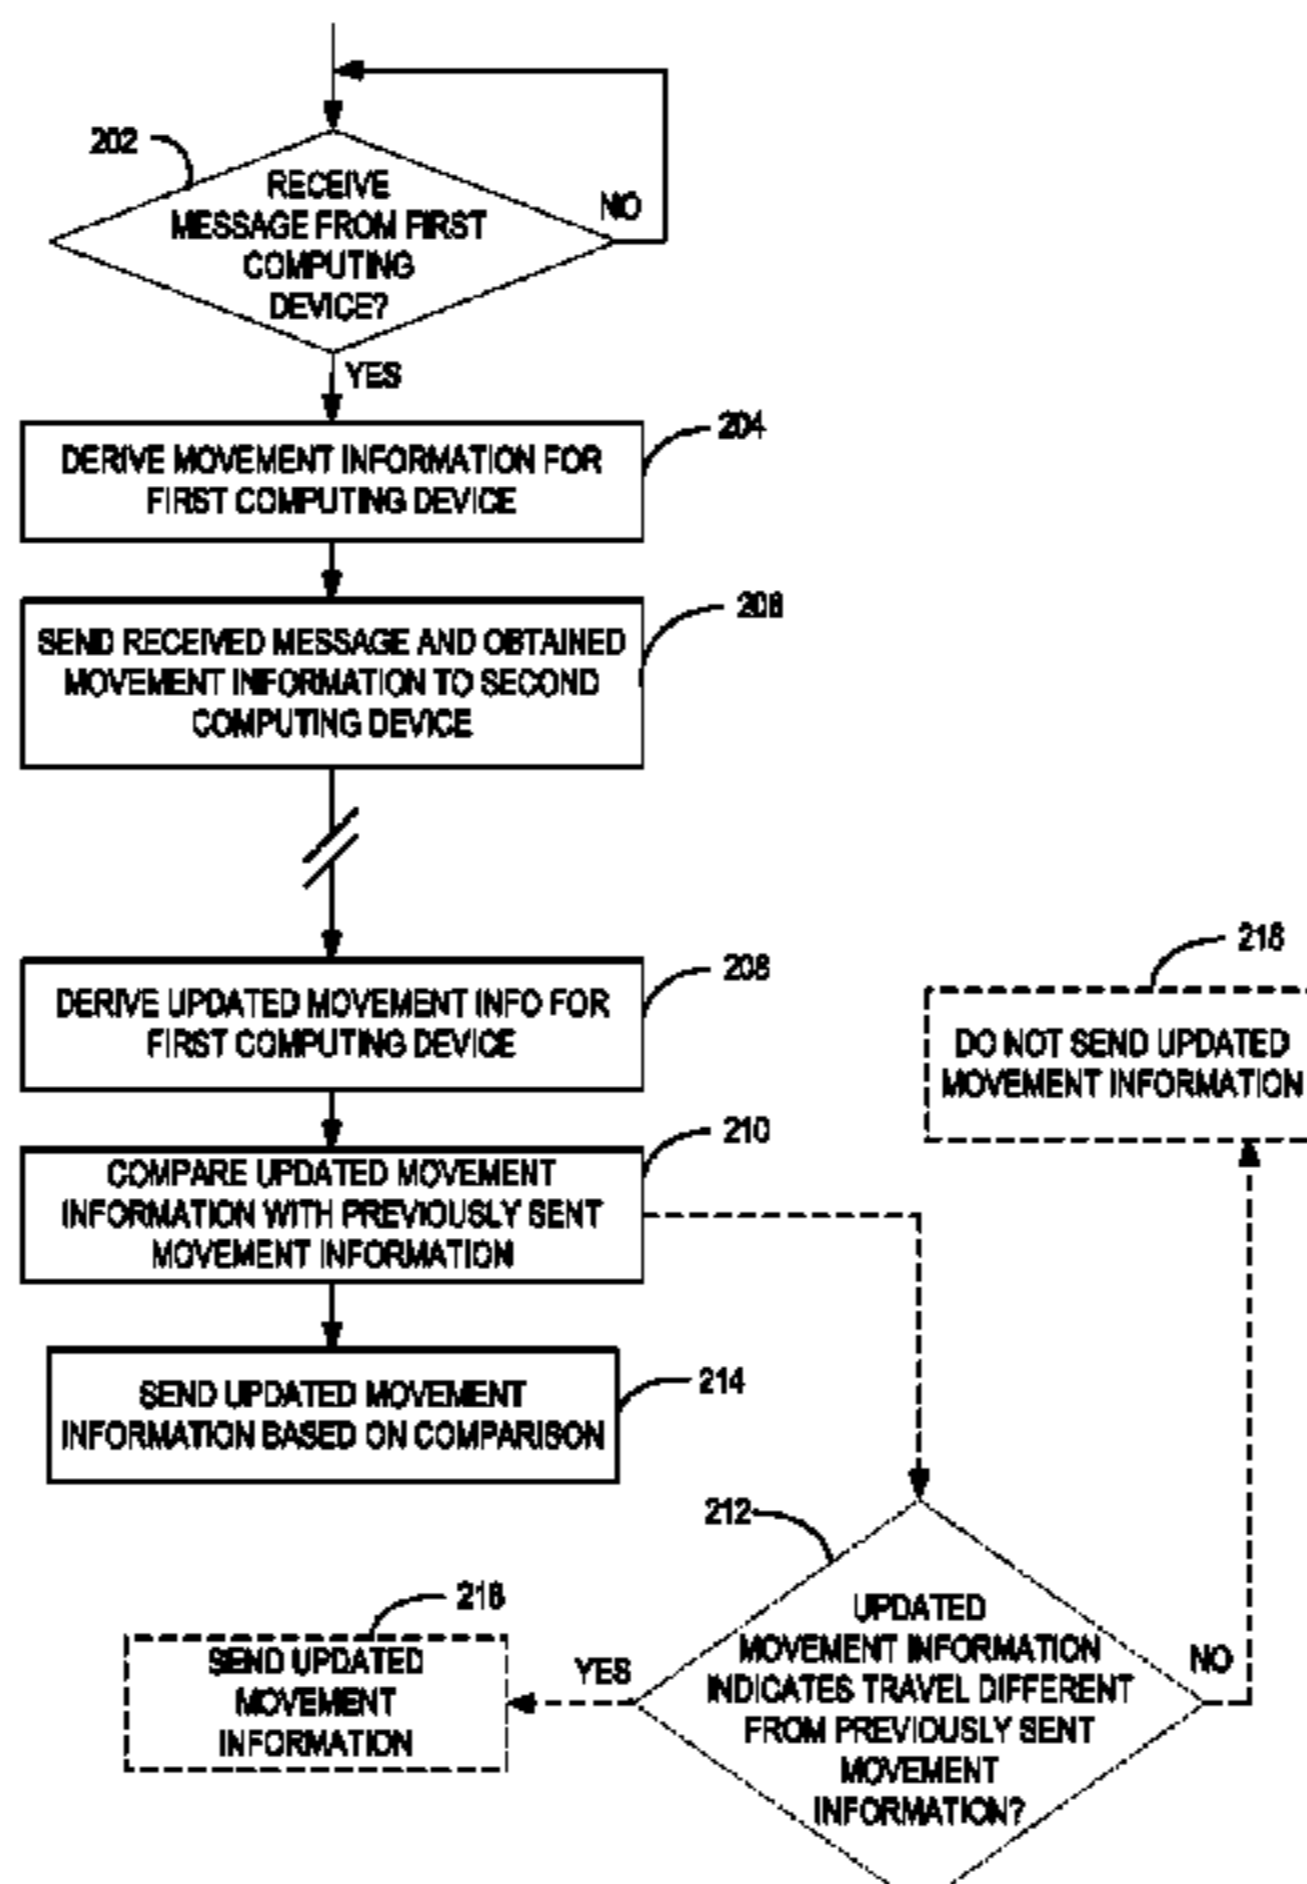 202
RECEIVE
MESSAGE FROM FIRST
COMPUTING
DEVICE?
NO
YES
204
DERIVE MOVEMENT INFORMATION FOR
FIRST COMPUTING DEVICE
206
SEND RECEIVED MESSAGE AND OBTAINED
MOVEMENT INFORMATION TO SECOND
COMPUTING DEVICE
208
DERIVE UPDATED MOVEMENT INFO FOR
FIRST COMPUTING DEVICE
210
COMPARE UPDATED MOVEMENT
INFORMATION WITH PREVIOUSLY SENT
MOVEMENT INFORMATION
214
SEND UPDATED MOVEMENT
INFORMATION BASED ON COMPARISON
DO NOT SEND UPDATED
MOVEMENT INFORMATION
212
UPDATED
MOVEMENT INFORMATION
INDICATES TRAVEL DIFFERENT
FROM PREVIOUSLY SENT
MOVEMENT
INFORMATION?
NO
YES
SEND UPDATED
MOVEMENT
INFORMATION